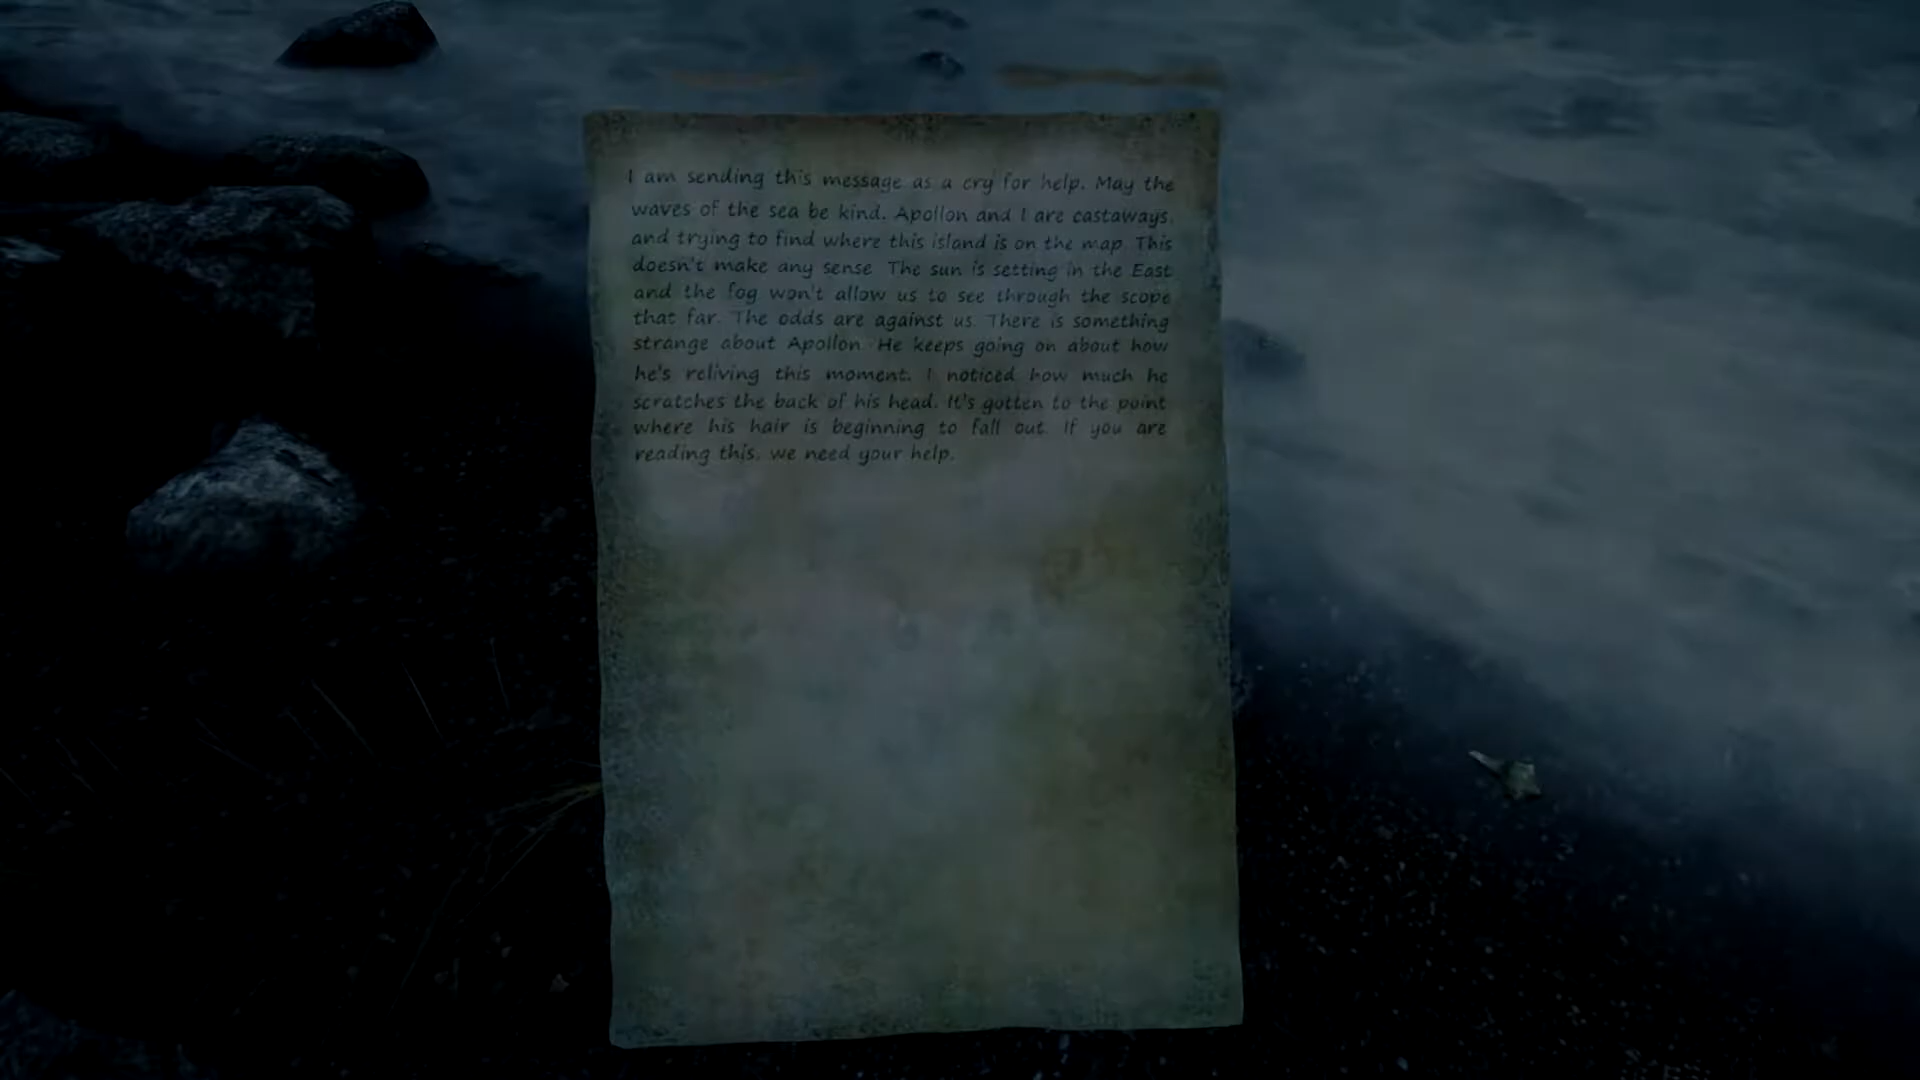 I am sending this message as a cry for help. May the
waves of the sea be kind. Apollon and I are castaways,
and trying to find where this island is on the map. This
doesn't make any sense. The sun is setting in the East
and the fog won't allow us to see through the scope
that far. The odds are against us. There is something
strange about Apollon. He keeps going on about how
he's reliving this moment. I noticed how much he
scratches the back of his head. It's gotten to the point
where his hair is beginning to fall out. If you are
reading this, we need your help.